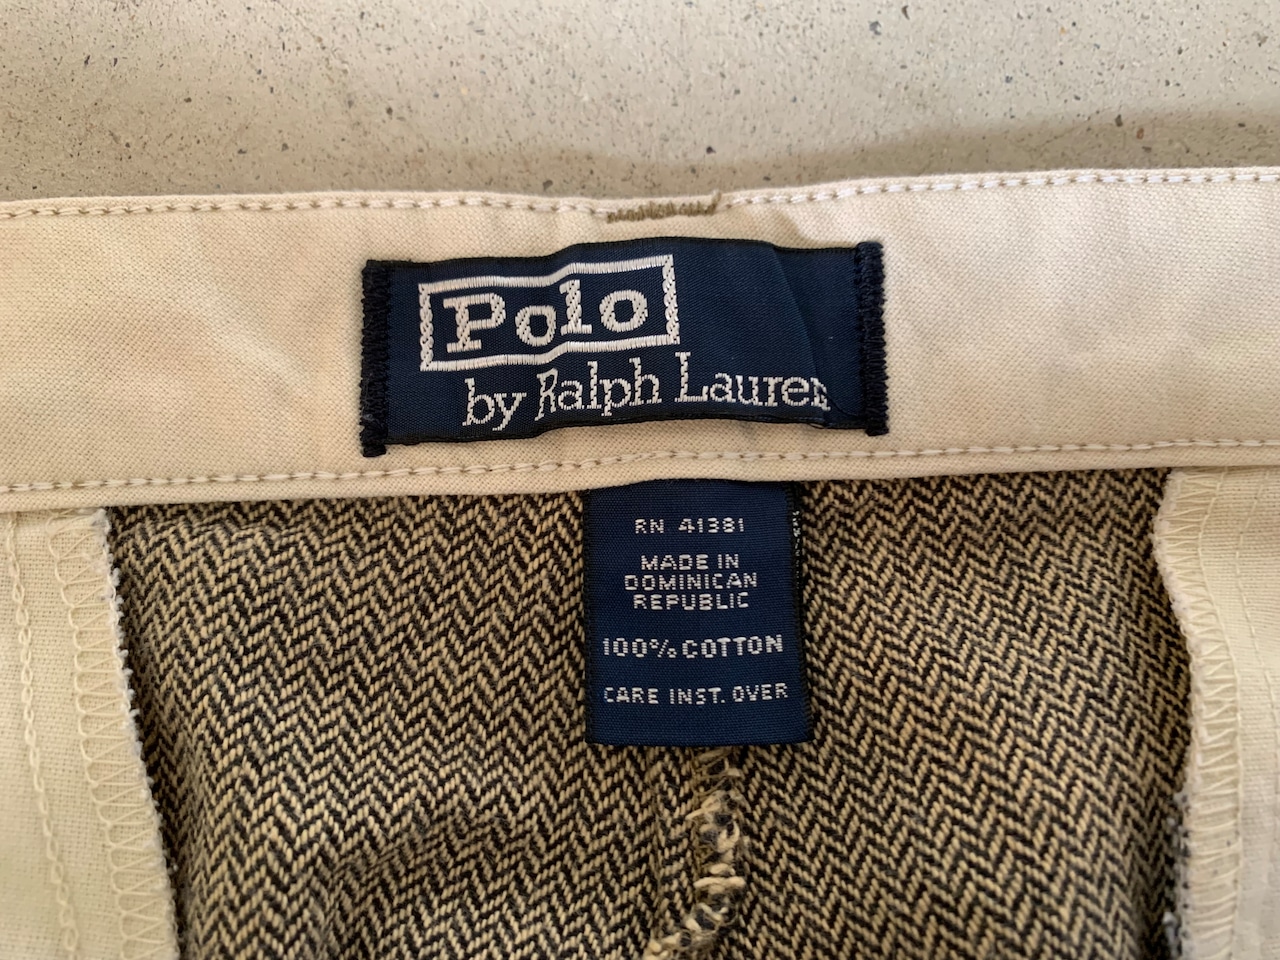 Polo
by Ralph Lauren
RN 41381
MADE IN
DOMINICAN
REPUBLIC
100% COTTON
CARE INST. OVER